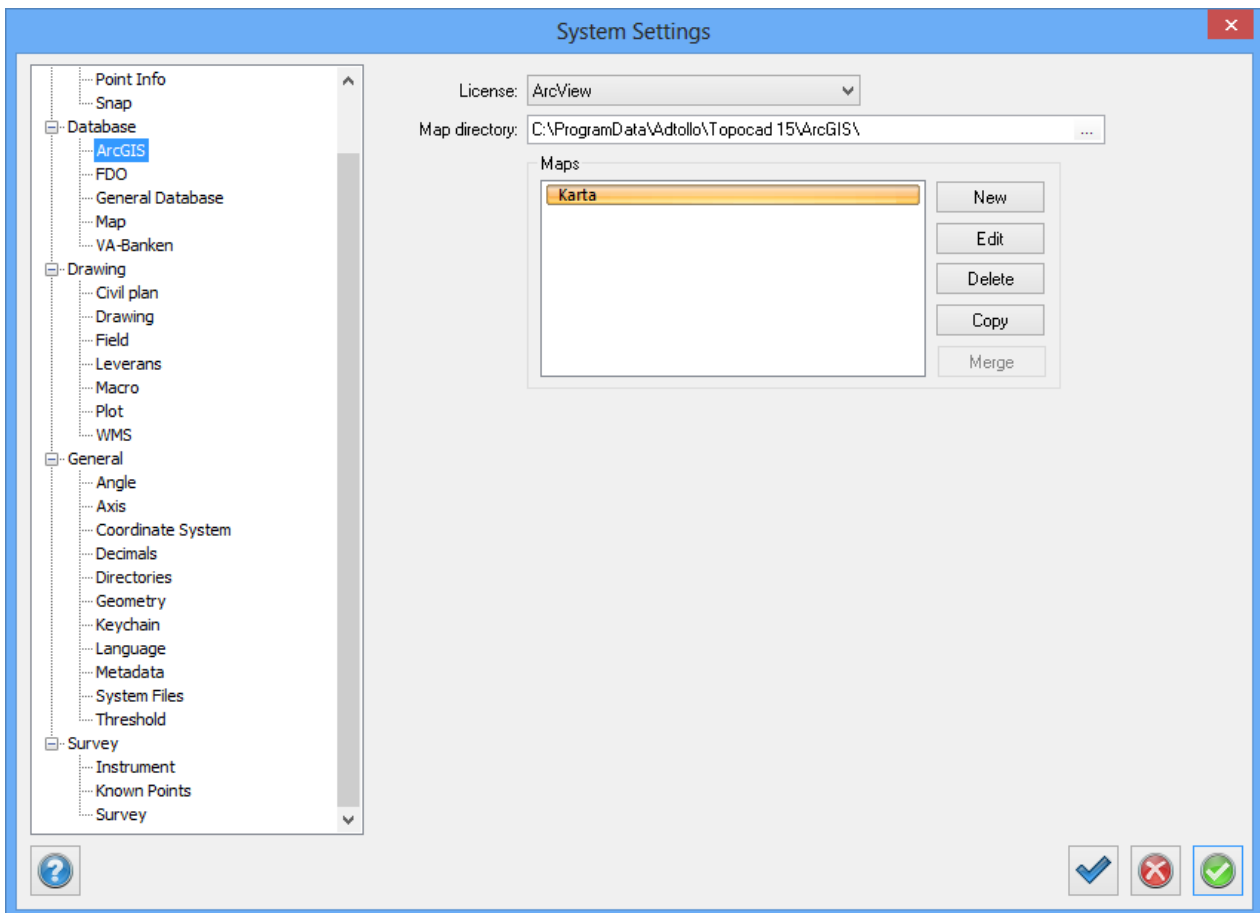 System Settings
Point Info
Snap
Database
ArcGIS
FDO
General Database
Map
VA-Banken
Drawing
Civil plan
Drawing
Field
Leverans
Macro
Plot
WMS
General
Angle
Axis
Coordinate System
Decimals
Directories
Geometry
Keychain
Language
Metadata
System Files
Threshold
Survey
Instrument
Known Points
Survey
License: ArcView
Map directory: C:\ProgramData\Adtollo\Topocad 15\ArcGIS\ ...
Maps
Karta
New
Edit
Delete
Copy
Merge